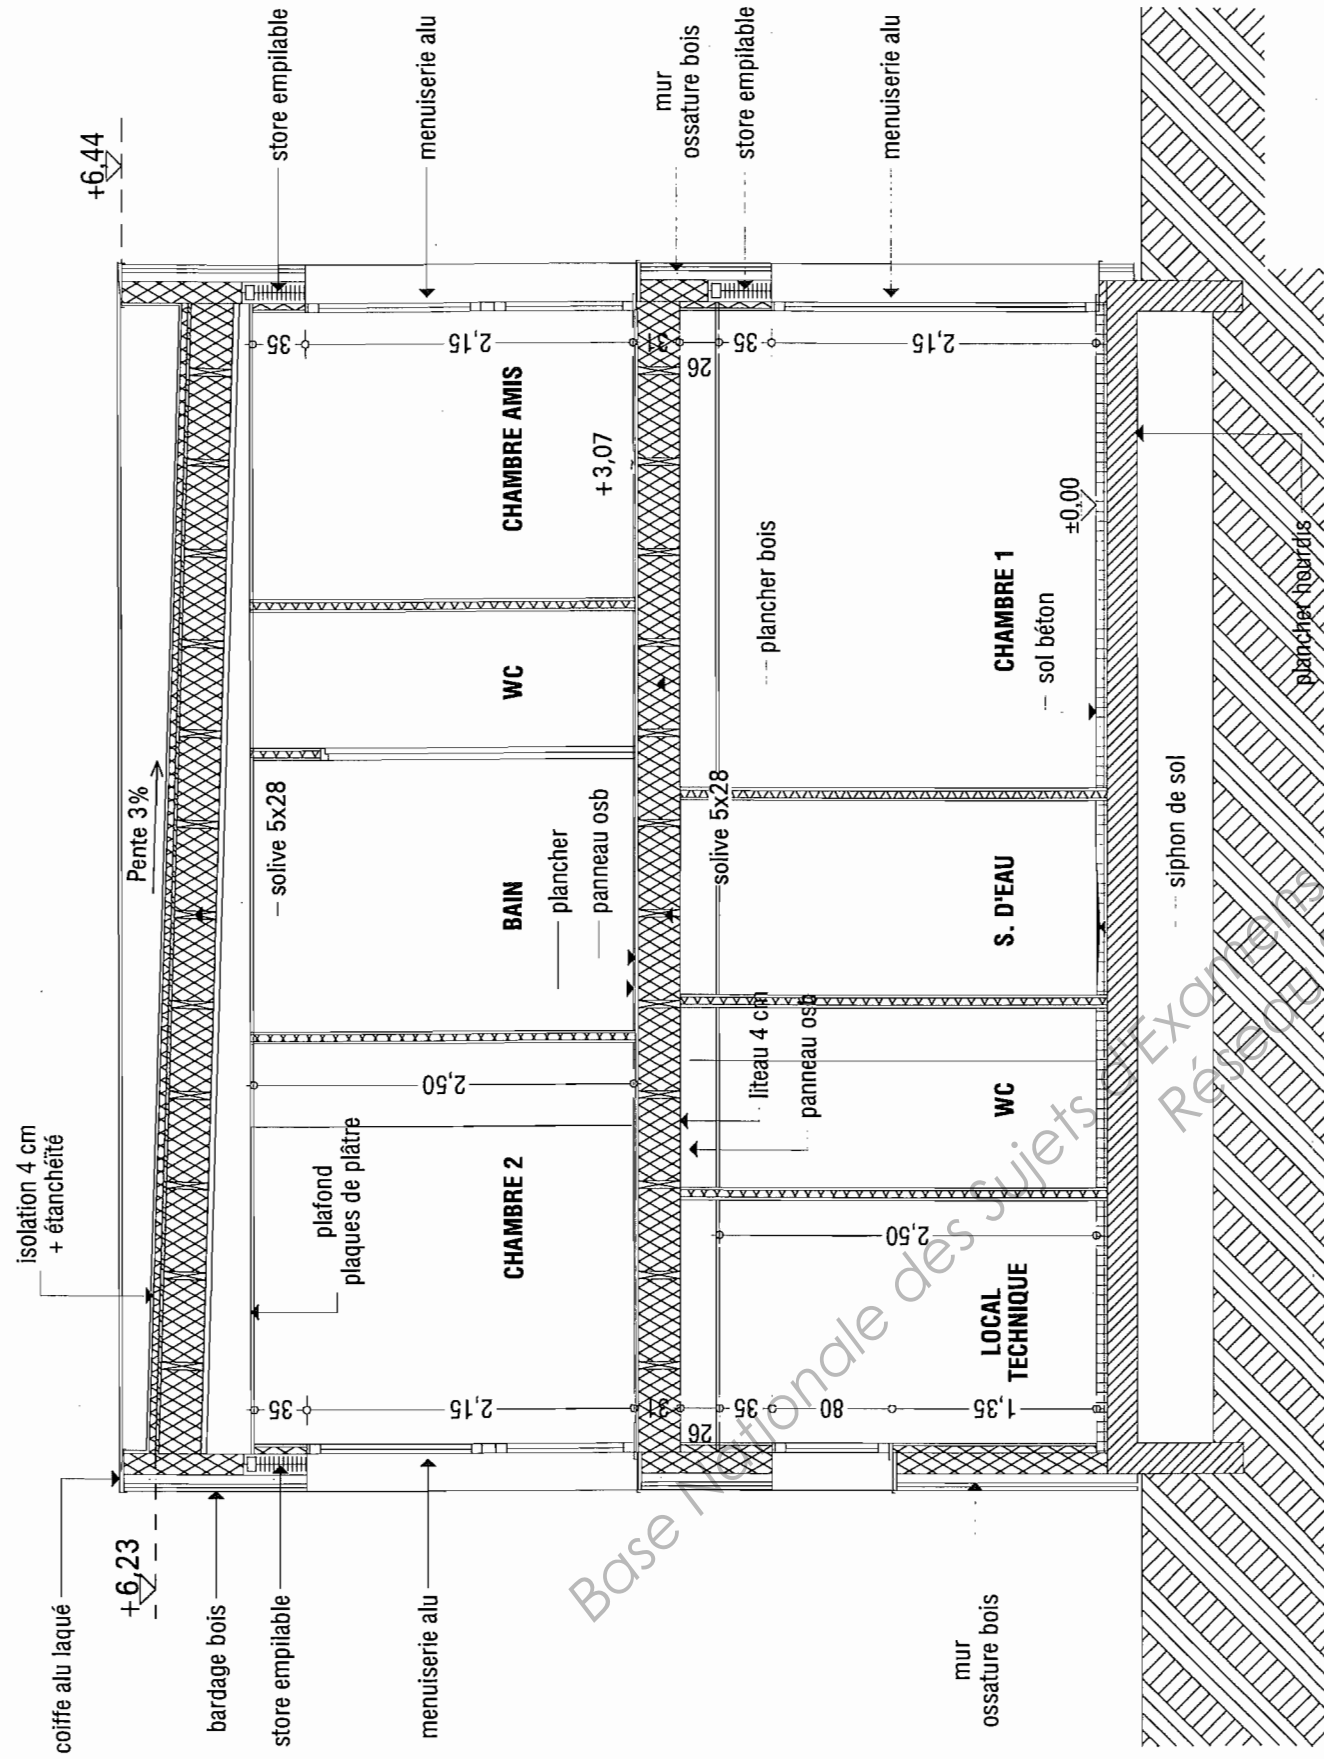 coiffe alu laqué
+6,23
bardage bois
store empilable
menuiserie alu
mur
ossature bois
isolation 4 cm
+ étanchéité
Pente 3%
+6,44
store empilable
menuiserie alu
mur
ossature bois
store empilable
menuiserie alu
solive 5x28
plafond
plaques de plâtre
CHAMBRE 2
BAIN
WC
CHAMBRE AMIS
plancher
panneau osb
+3,07
35
2,15
2,50
35
2,15
31
26
35
80
1,35
2,50
31
26
35
2,15
solive 5x28
liteau 4 cm
panneau osb
plancher bois
LOCAL
TECHNIQUE
WC
S. D'EAU
CHAMBRE 1
sol béton
±0,00
siphon de sol
plancher hourdis
Base Nationale des Sujets d'Examens
Réseau